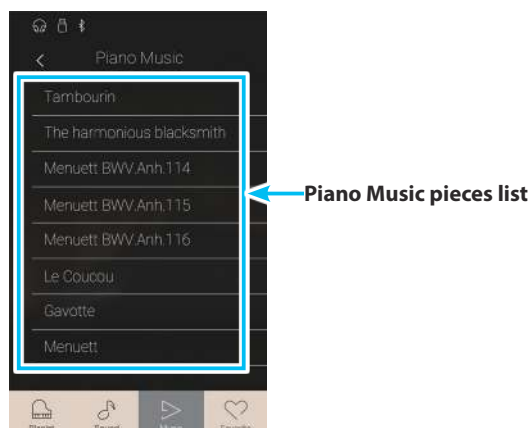 Piano Music
Tambourin
The harmonious blacksmith
Menuett BWV.Anh.114
Menuett BWV.Anh.115
Piano Music pieces list
Menuett BWV.Anh.116
Le Coucou
Gavotte
Menuett